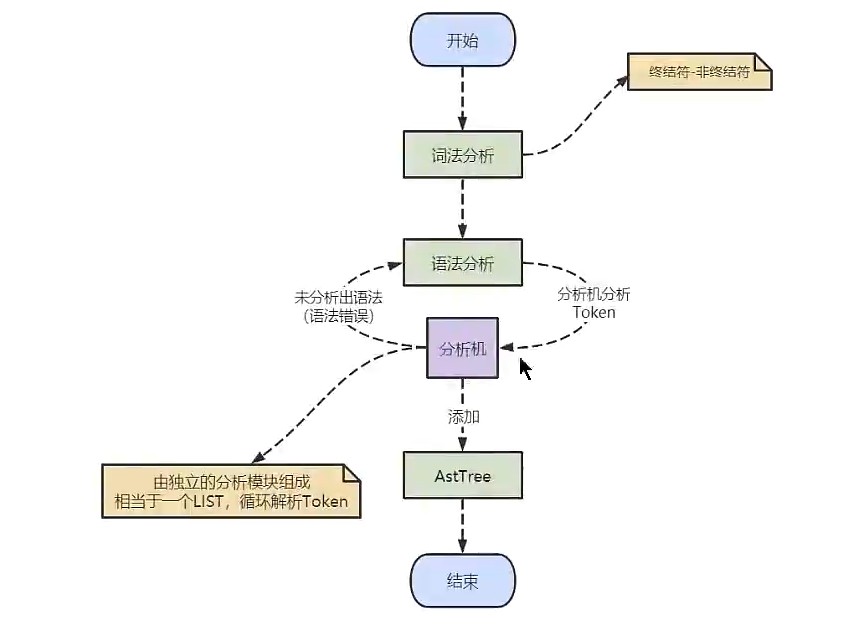 开始
终结符-非终结符
词法分析
语法分析
未分析出语法
（语法错误）
分析机分析
Token
分析机
添加
由独立的分析模块组成
相当于一个LIST，循环解析Token
AstTree
结束